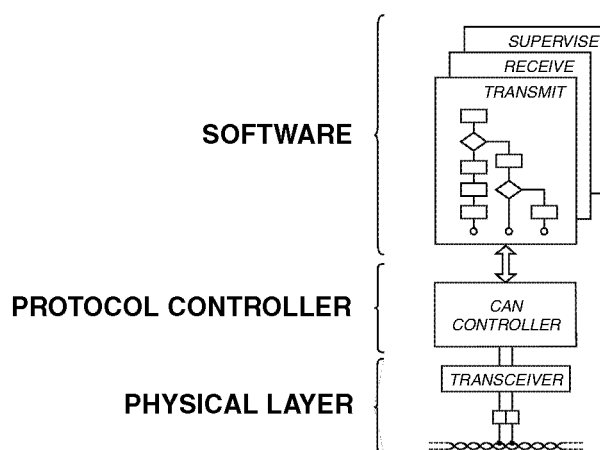 SUPERVISE
RECEIVE
TRANSMIT
SOFTWARE
PROTOCOL CONTROLLER
CAN
CONTROLLER
TRANSCEIVER
PHYSICAL LAYER